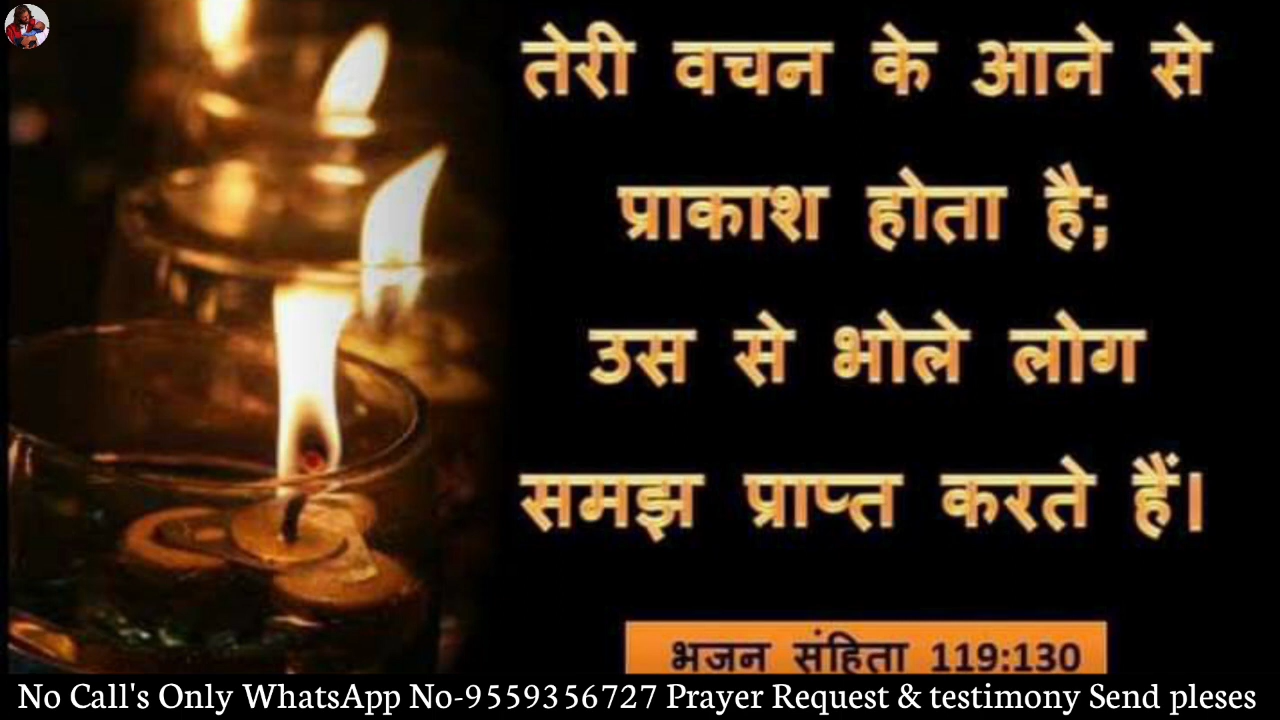 तेरी वचन के आने से
प्राकाश होता है;
उस से भोले लोग
समझ प्राप्त करते हैं।
भजन संहिता 119:130
No Call's Only WhatsApp No-9559356727 Prayer Request & testimony Send pleses